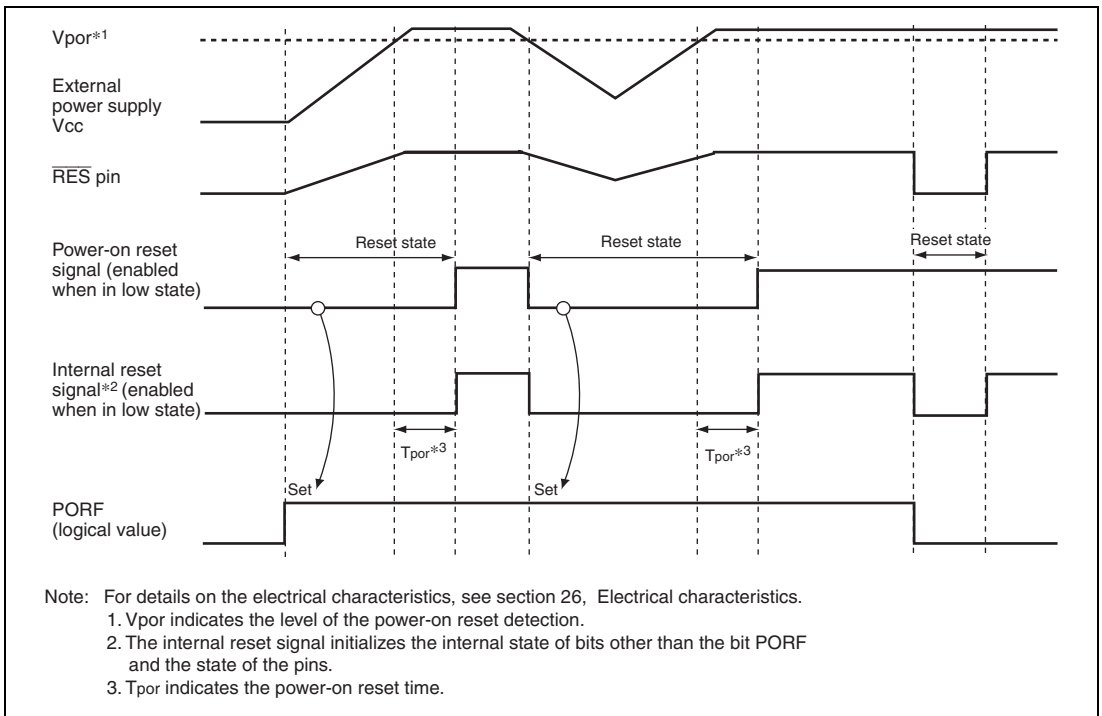 Vpor*1
External
power supply
Vcc
RES pin
Power-on reset
signal (enabled
when in low state)
Reset state
Reset state
Reset state
Internal reset
signal*2 (enabled
when in low state)
Tpor*3
Tpor*3
Set
Set
PORF
(logical value)
Note: For details on the electrical characteristics, see section 26, Electrical characteristics.
1. Vpor indicates the level of the power-on reset detection.
2. The internal reset signal initializes the internal state of bits other than the bit PORF
and the state of the pins.
3. Tpor indicates the power-on reset time.